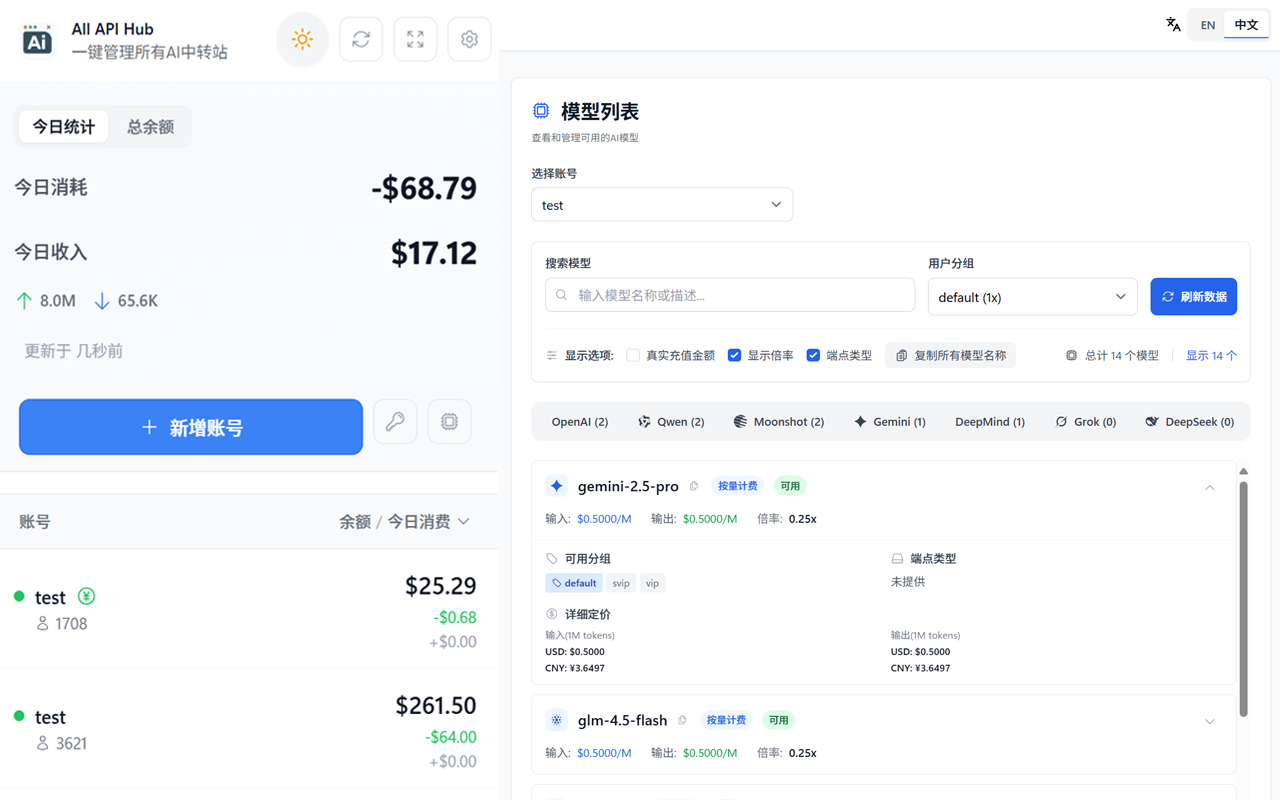 All API Hub
一键管理所有AI中转站
Ai
今日统计 总余额
今日消耗 -$68.79
今日收入 $17.12
8.0M 65.6K
更新于 几秒前
新增账号
账号 余额 / 今日消费
test
1708
$25.29
-$0.68
+$0.00
test
3621
$261.50
-$64.00
+$0.00
EN 中文
模型列表
查看和管理可用的AI模型
选择账号
test
搜索模型
输入模型名称或描述...
用户分组
default (1x)
刷新数据
显示选项: 真实充值金额 显示倍率 端点类型 复制所有模型名称 总计 14 个模型 显示 14 个
OpenAI (2) Qwen (2) Moonshot (2) Gemini (1) DeepMind (1) Grok (0) DeepSeek (0)
gemini-2.5-pro 按量计费 可用
输入: $0.5000/M 输出: $0.5000/M 倍率: 0.25x
可用分组
default svip vip
端点类型
未提供
详细定价
输入(1M tokens)
USD: $0.5000
CNY: ¥3.6497
输出(1M tokens)
USD: $0.5000
CNY: ¥3.6497
glm-4.5-flash 按量计费 可用
输入: $0.5000/M 输出: $0.5000/M 倍率: 0.25x